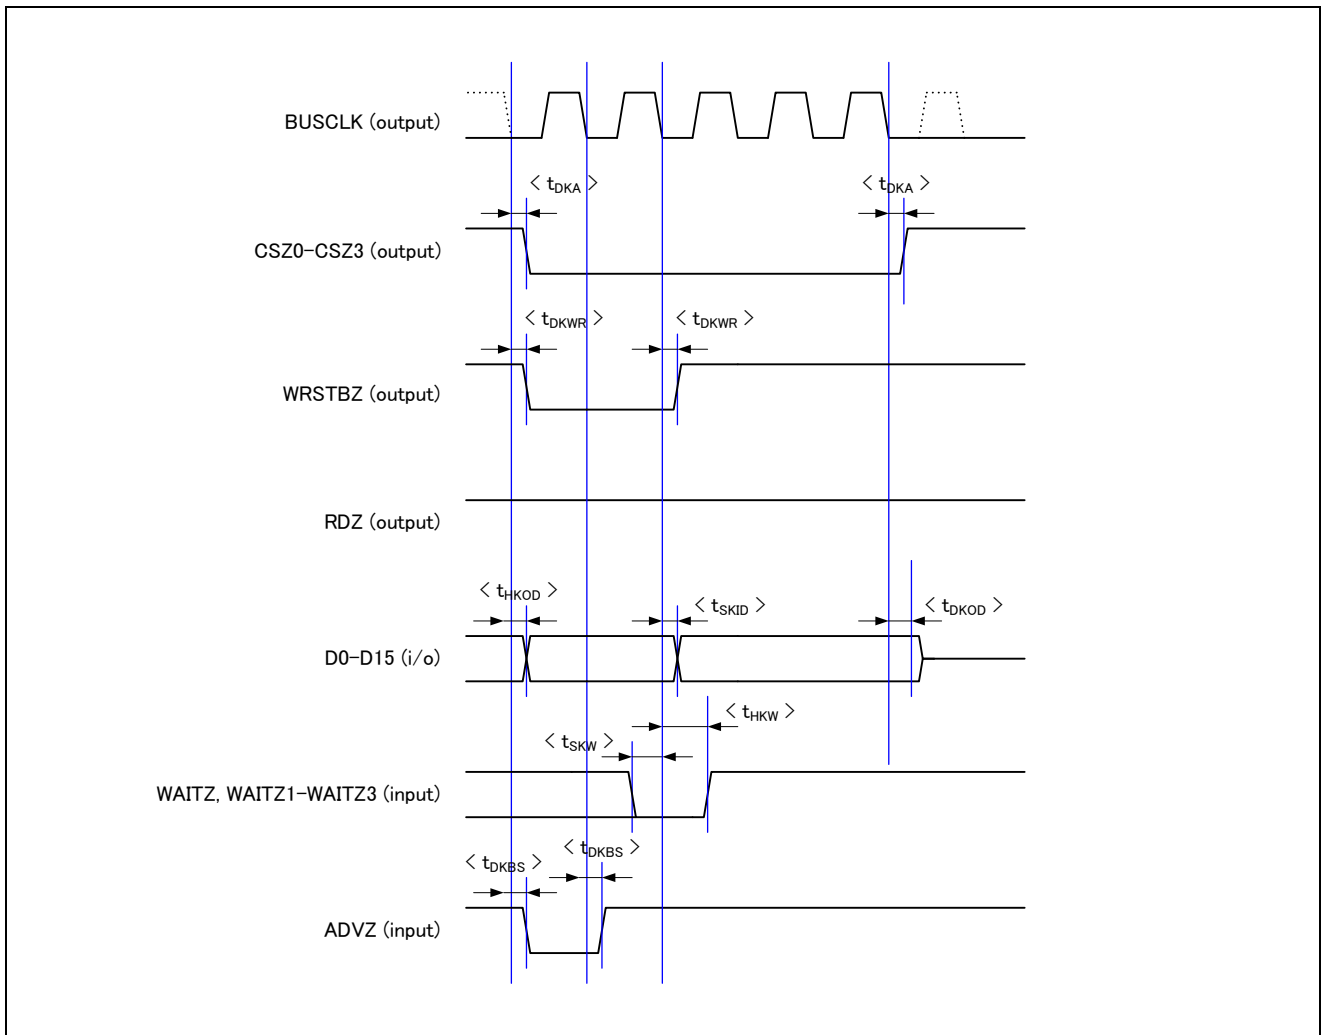 BUSCLK (output)
< tDKA > < tDKA >
CSZ0-CSZ3 (output)
< tDKWR > < tDKWR >
WRSTBZ (output)
RDZ (output)
< tHKOD > < tSKID > < tDKOD >
D0-D15 (i/o)
< tHKW >
< tSKW >
WAITZ, WAITZ1-WAITZ3 (input)
< tDKBS > < tDKBS >
ADVZ (input)